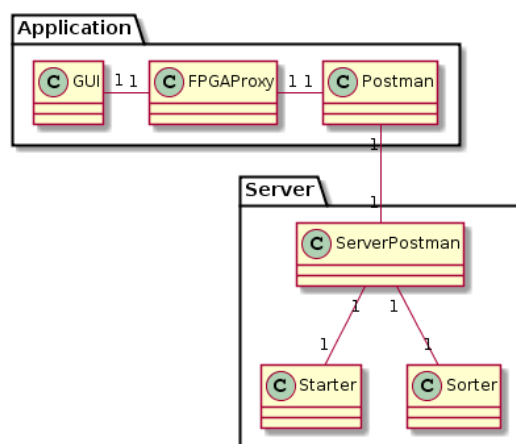 Application
C GUI 1 1 C FPGAProxy 1 1 C Postman
1
Server
1
C ServerPostman
1 1
1 1
C Starter C Sorter